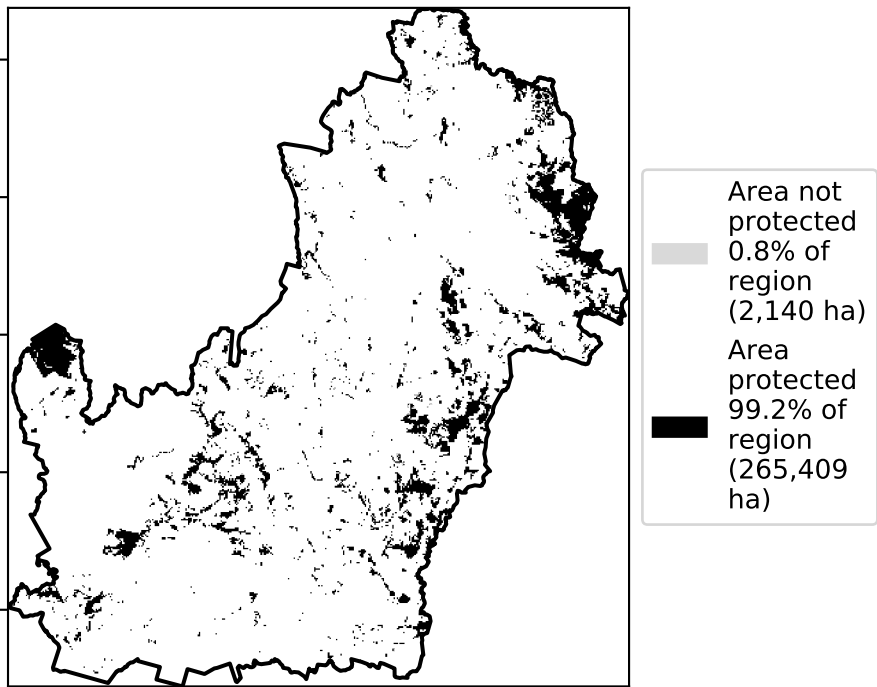 Area not
protected
0.8% of
region
(2,140 ha)
Area
protected
99.2% of
region
(265,409
ha)